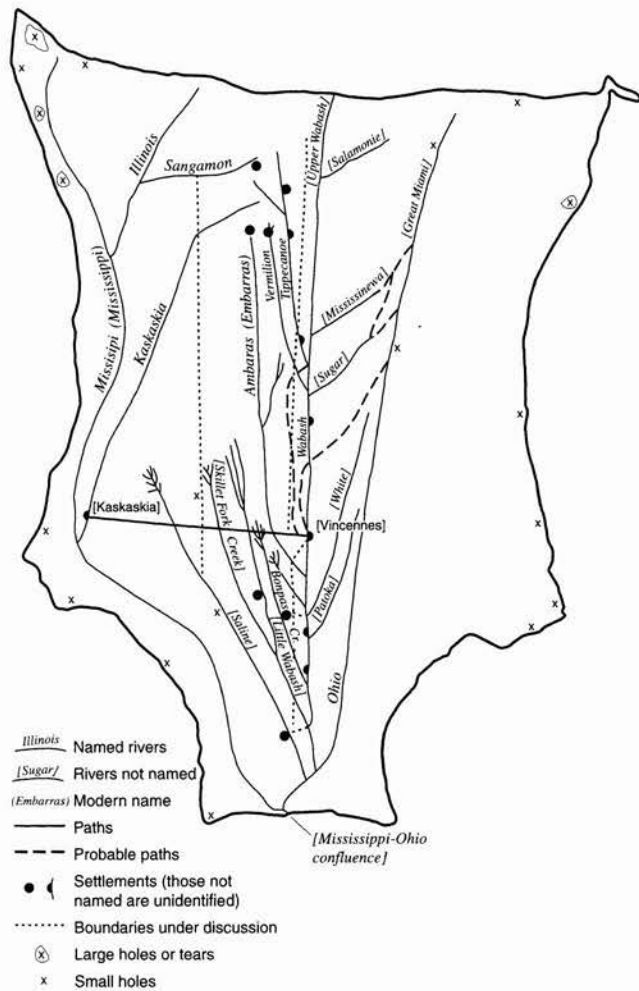 Illinois
Sangamon
[Upper Wabash]
[Salamonie]
[Great Miami]
Missisipi (Mississippi)
Kaskaskia
Ambaras (Embarras)
Vermilion
Tippecanoe
[Mississinewa]
[Sugar]
Wabash
[White]
[Kaskaskia]
[Vincennes]
[Skillet Fork Creek]
Bonpas Cr.
[Little Wabash]
[Patoka]
[Saline]
Ohio
Illinois Named rivers
[Sugar] Rivers not named
(Embarras) Modern name
Paths
Probable paths
Settlements (those not
named are unidentified)
Boundaries under discussion
x Large holes or tears
x Small holes
[Mississippi-Ohio
confluence]